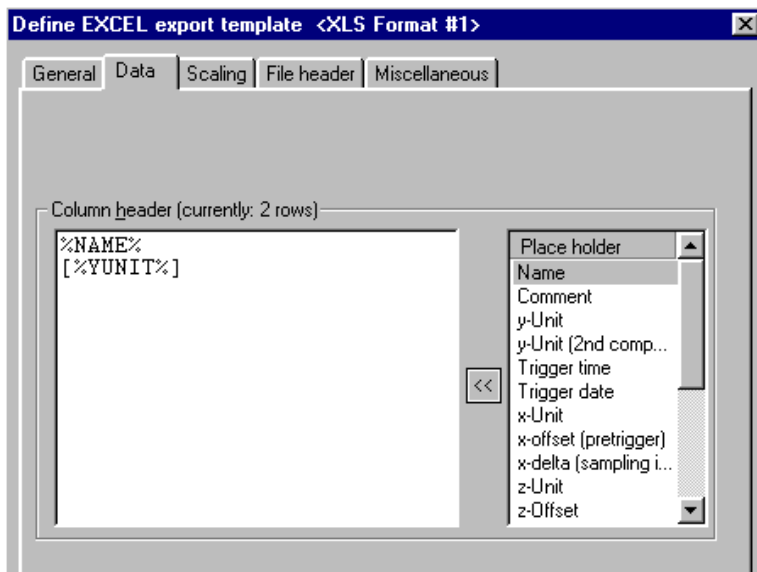 Define EXCEL export template <XLS Format #1>
General Data Scaling File header Miscellaneous
Column header (currently: 2 rows)
%NAME%
[%YUNIT%]
<<
Place holder
Name
Comment
y-Unit
y-Unit (2nd comp...
Trigger time
Trigger date
x-Unit
x-offset (pretrigger)
x-delta (sampling i...
z-Unit
z-Offset